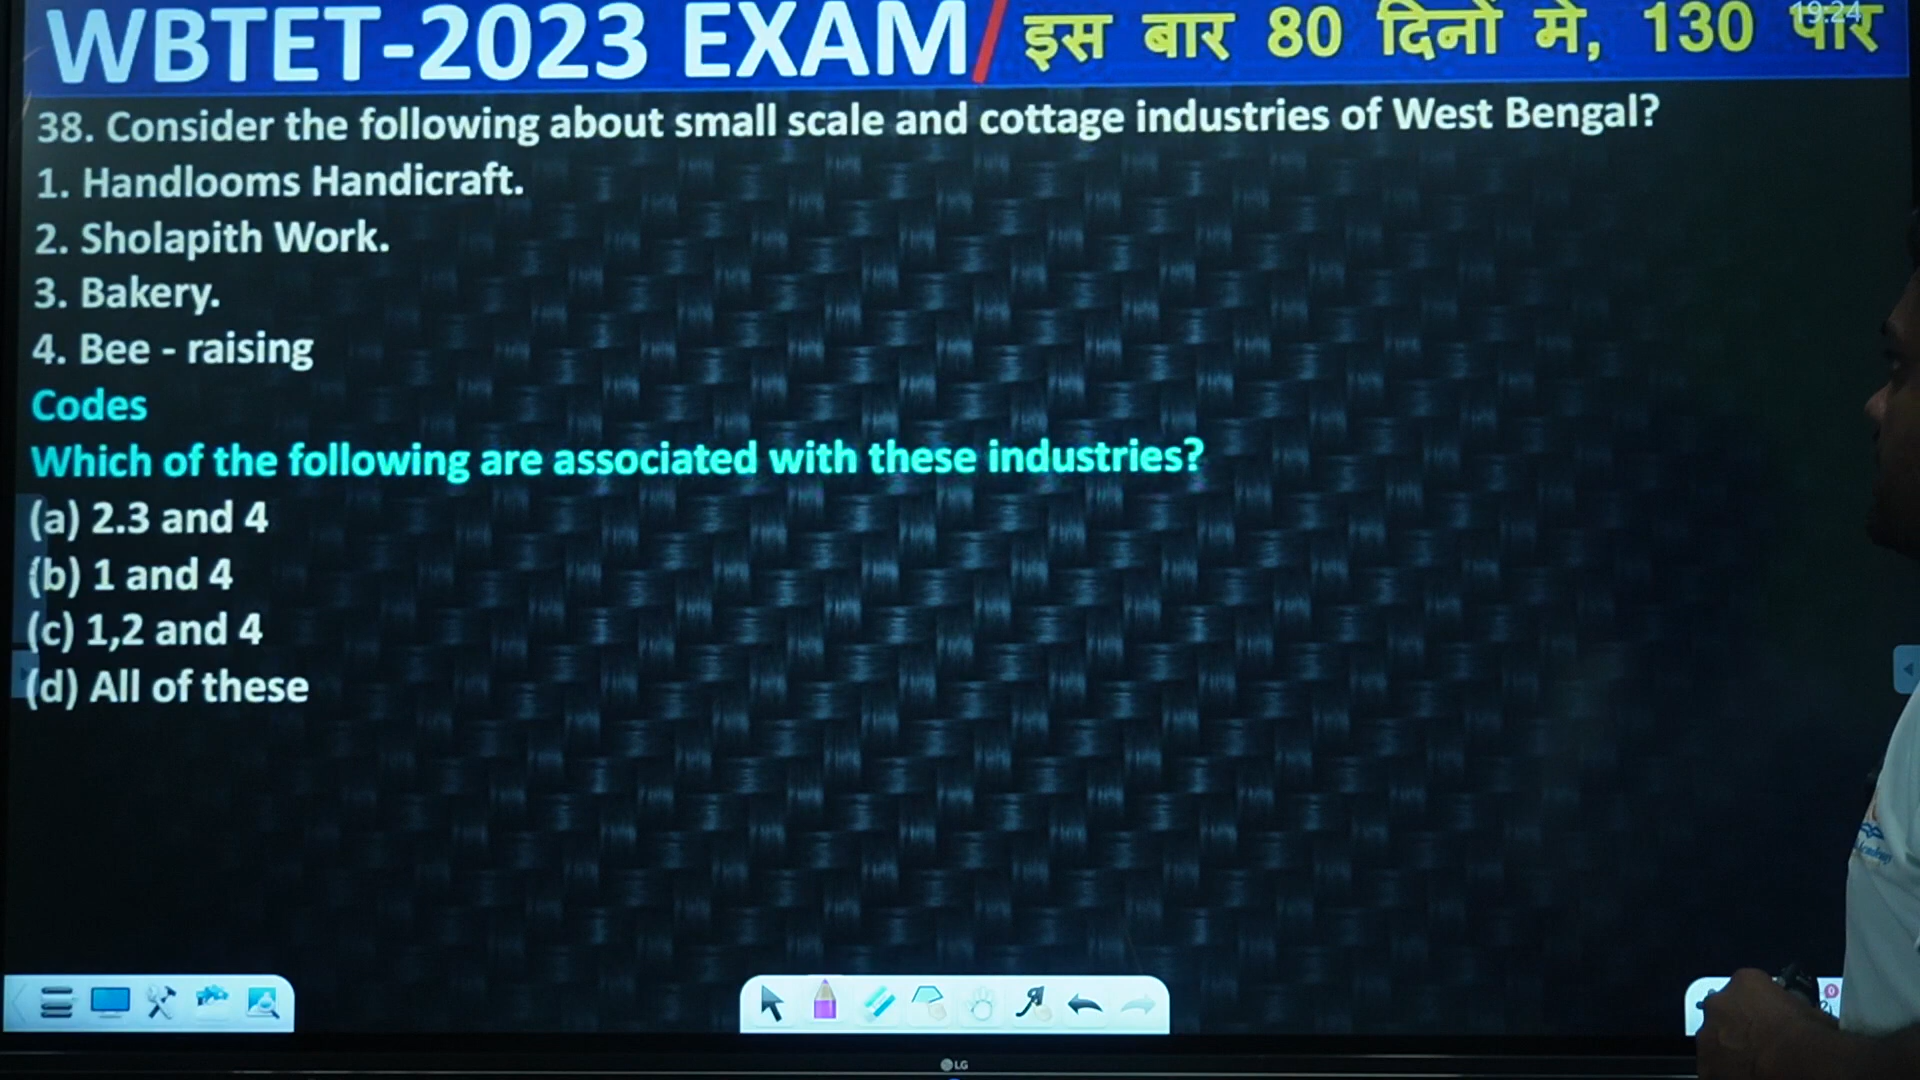 WBTET-2023 EXAM/ इस बार 80 दिनों मे, 130 पार
19:24
38. Consider the following about small scale and cottage industries of West Bengal?
1. Handlooms Handicraft.
2. Sholapith Work.
3. Bakery.
4. Bee - raising
Codes
Which of the following are associated with these industries?
(a) 2.3 and 4
(b) 1 and 4
(c) 1,2 and 4
(d) All of these
LG